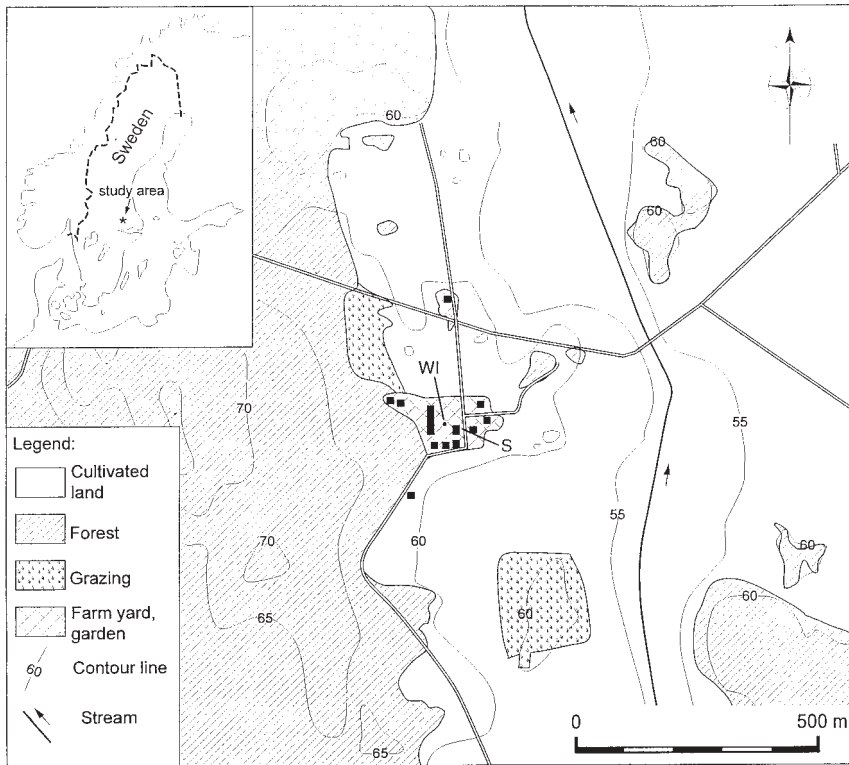 Sweden
study area
*
60
60
60
WI
S
70
55
55
60
70
60
60
60
65
65
Legend:
Cultivated
land
Forest
Grazing
Farm yard,
garden
60
Contour line
Stream
0
500 m